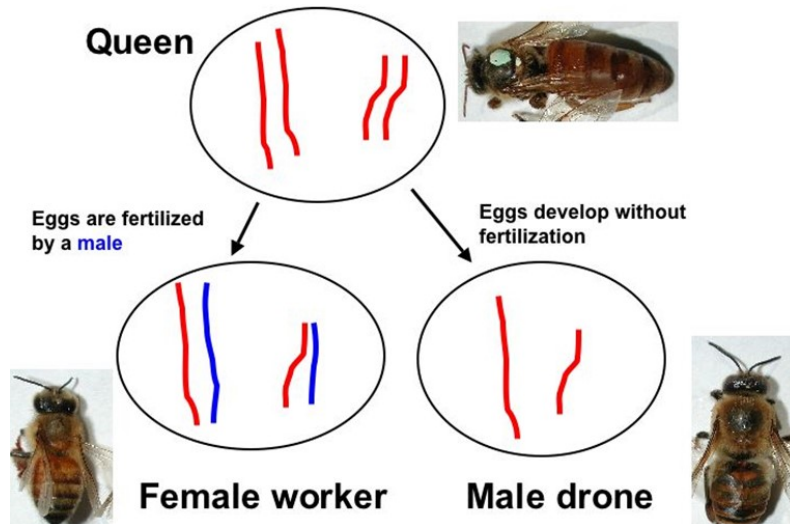 Queen
Eggs are fertilized
by a male
Eggs develop without
fertilization
Female worker
Male drone